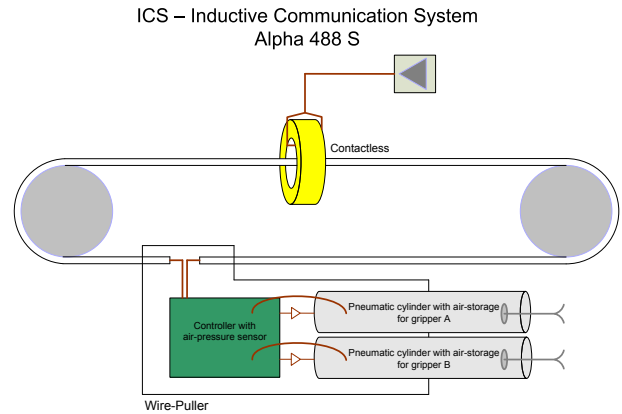 ICS – Inductive Communication System
Alpha 488 S
Contactless
Controller with
air-pressure sensor
Pneumatic cylinder with air-storage
for gripper A
Pneumatic cylinder with air-storage
for gripper B
Wire-Puller